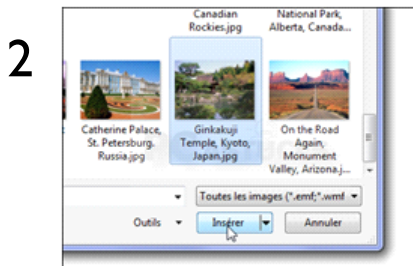 2
Canadian
Rockies.jpg
National Park,
Alberta, Canada...
Catherine Palace,
St. Petersburg.
Russia.jpg
Ginkakuji
Temple, Kyoto,
Japan.jpg
On the Road
Again,
Monument
Valley, Arizona.j...
Toutes les images (*.emf;*.wmf
Outils
Insérer
Annuler